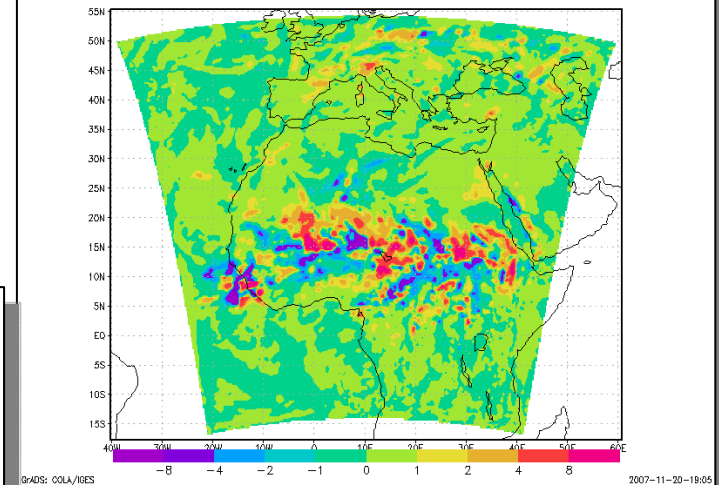 55N
50N
45N
40N
35N
30N
25N
20N
15N
10N
5N
EQ
5S
10S
15S
40W 30W 20W 10W 0 10E 20E 30E 40E 50E 60E
-8 -4 -2 -1 0 1 2 4 8
GrADS: COLA/IGES 2007-11-20-19:05